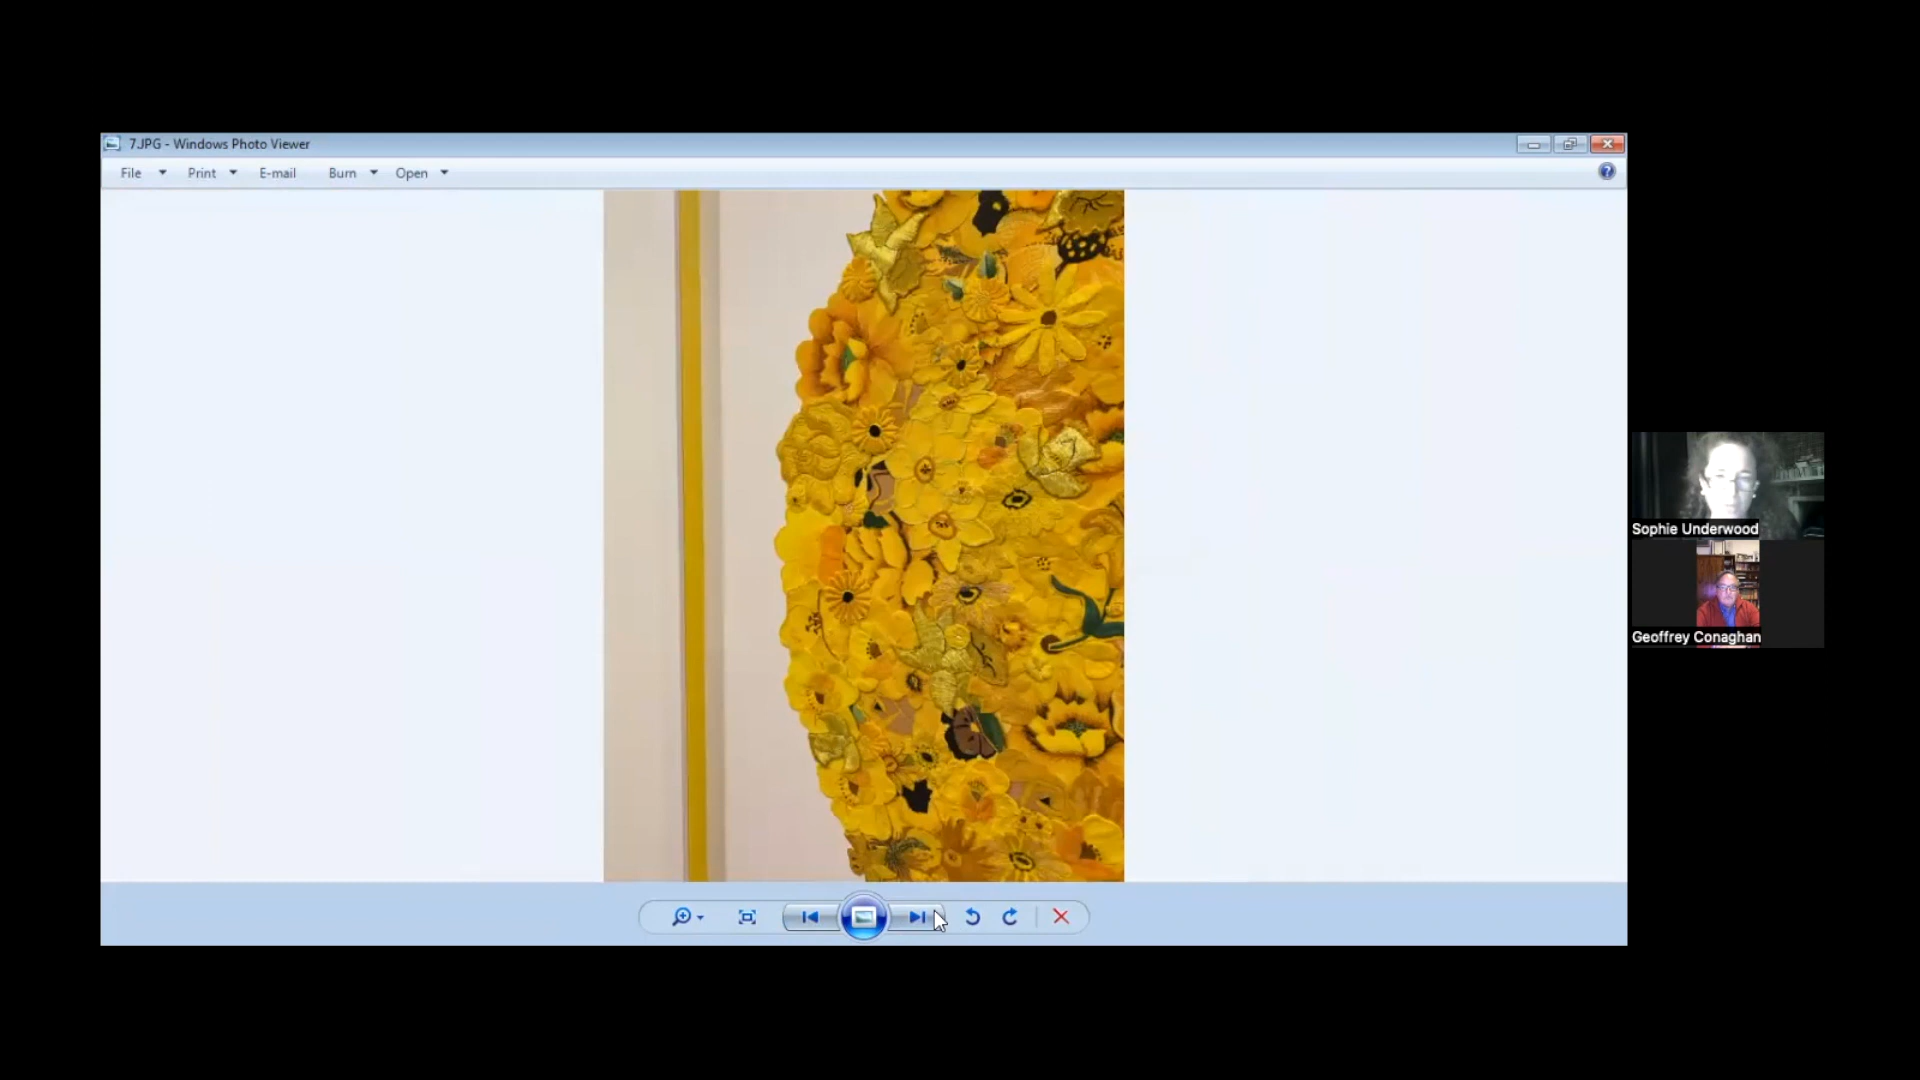 7.JPG - Windows Photo Viewer
File Print E-mail Burn Open
Sophie Underwood
Geoffrey Conaghan